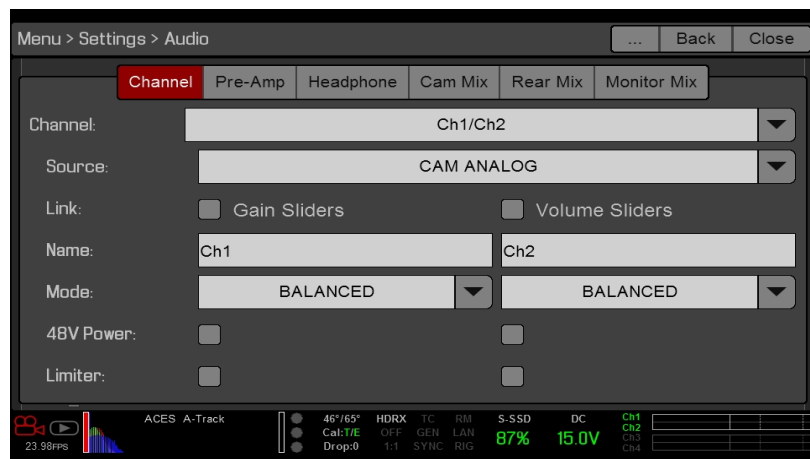 Menu > Settings > Audio ... Back Close
Channel Pre-Amp Headphone Cam Mix Rear Mix Monitor Mix
Channel: Ch1/Ch2
Source: CAM ANALOG
Link: Gain Sliders Volume Sliders
Name: Ch1 Ch2
Mode: BALANCED BALANCED
48V Power:
Limiter:
ACES A-Track 46°/65° HDRX TC RM S-SSD DC Ch1
Cal:T/E OFF GEN LAN 87% 15.0V Ch2
23.98FPS Drop:0 1:1 SYNC RIG Ch3
Ch4